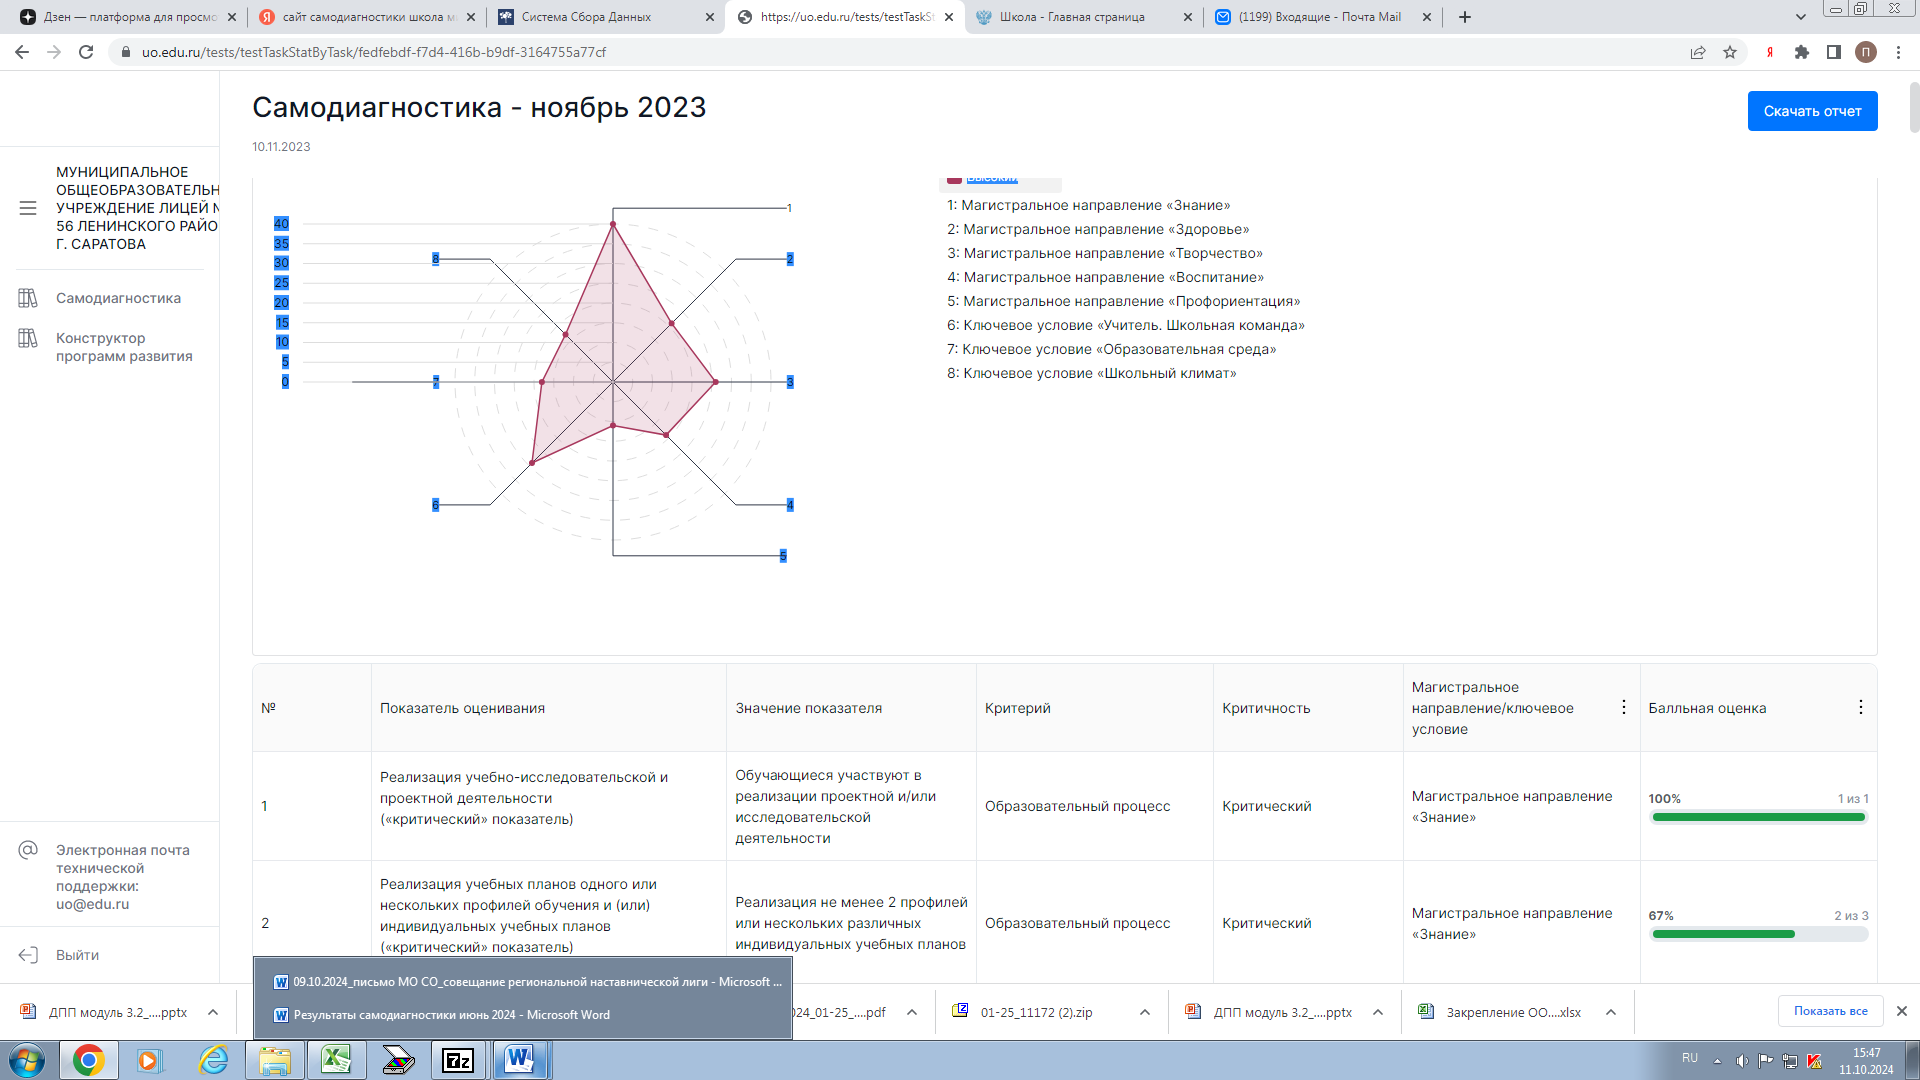 Дзен – платформа для просмо
сайт самодиагностики школа м
Система Сбора Данных
https://uo.edu.ru/tests/testTaskSt
Школа - Главная страница
(1199) Входящие - Почта Mail
uo.edu.ru/tests/testTaskStatByTask/fedfebdf-f7d4-416b-b9df-3164755a77cf
Самодиагностика - ноябрь 2023
Скачать отчет
10.11.2023
МУНИЦИПАЛЬНОЕ
ОБЩЕОБРАЗОВАТЕЛЬН
УЧРЕЖДЕНИЕ ЛИЦЕЙ №
56 ЛЕНИНСКОГО РАЙО
Г. САРАТОВА
Самодиагностика
Конструктор
программ развития
Электронная почта
технической
поддержки:
uo@edu.ru
Выйти
Высокий
40
35
30
25
20
15
10
5
0
1
2
3
4
5
6
7
8
1: Магистральное направление «Знание»
2: Магистральное направление «Здоровье»
3: Магистральное направление «Творчество»
4: Магистральное направление «Воспитание»
5: Магистральное направление «Профориентация»
6: Ключевое условие «Учитель. Школьная команда»
7: Ключевое условие «Образовательная среда»
8: Ключевое условие «Школьный климат»
№
Показатель оценивания
Значение показателя
Критерий
Критичность
Магистральное
направление/ключевое
условие
Балльная оценка
1
Реализация учебно-исследовательской и
проектной деятельности
(«критический» показатель)
Обучающиеся участвуют в
реализации проектной и/или
исследовательской
деятельности
Образовательный процесс
Критический
Магистральное направление
«Знание»
100%
1 из 1
2
Реализация учебных планов одного или
нескольких профилей обучения и (или)
индивидуальных учебных планов
(«критический» показатель)
Реализация не менее 2 профилей
или нескольких различных
индивидуальных учебных планов
Образовательный процесс
Критический
Магистральное направление
«Знание»
67%
2 из 3
09.10.2024_письмо МО СО_совещание региональной наставнической лиги - Microsoft ...
Результаты самодиагностики июнь 2024 - Microsoft Word
ДПП модуль 3.2_....pptx
024_01-25_....pdf
01-25_11172 (2).zip
ДПП модуль 3.2_....pptx
Закрепление ОО....xlsx
Показать все
RU
15:47
11.10.2024